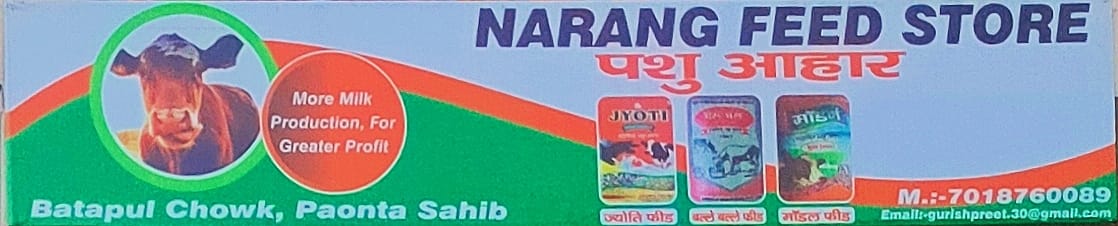 NARANG FEED STORE
पशु आहार
More Milk
Production, For
Greater Profit
JYOTI
मॉडर्न
ज्योति फीड
बल्ले बल्ले फीड
मॉडल फीड
Batapul Chowk, Paonta Sahib
M.:-7018760089
Email:-gurishpreet.30@gmail.com